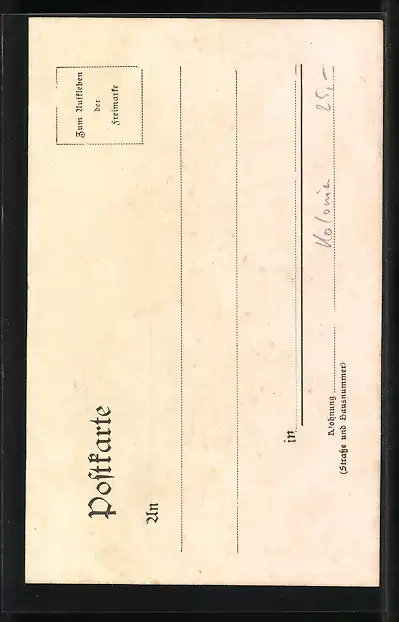 Postkarte
Zum Aufkleben
der
Freimarke
An
in
Kolonie 25,-
Wohnung
(Straße und Hausnummer)